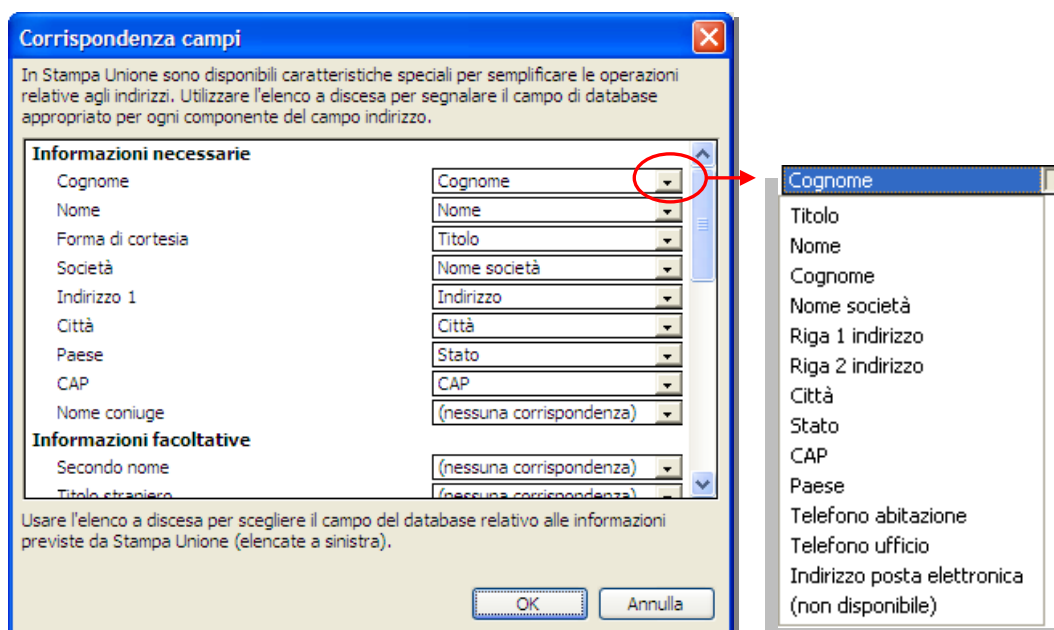 Corrispondenza campi
In Stampa Unione sono disponibili caratteristiche speciali per semplificare le operazioni
relative agli indirizzi. Utilizzare l'elenco a discesa per segnalare il campo di database
appropriato per ogni componente del campo indirizzo.
Informazioni necessarie
Cognome Cognome
Nome Nome
Forma di cortesia Titolo
Società Nome società
Indirizzo 1 Indirizzo
Città Città
Paese Stato
CAP CAP
Nome coniuge (nessuna corrispondenza)
Informazioni facoltative
Secondo nome (nessuna corrispondenza)
Titolo straniero (nessuna corrispondenza)
Usare l'elenco a discesa per scegliere il campo del database relativo alle informazioni
previste da Stampa Unione (elencate a sinistra).
OK Annulla
Cognome
Titolo
Nome
Cognome
Nome società
Riga 1 indirizzo
Riga 2 indirizzo
Città
Stato
CAP
Paese
Telefono abitazione
Telefono ufficio
Indirizzo posta elettronica
(non disponibile)